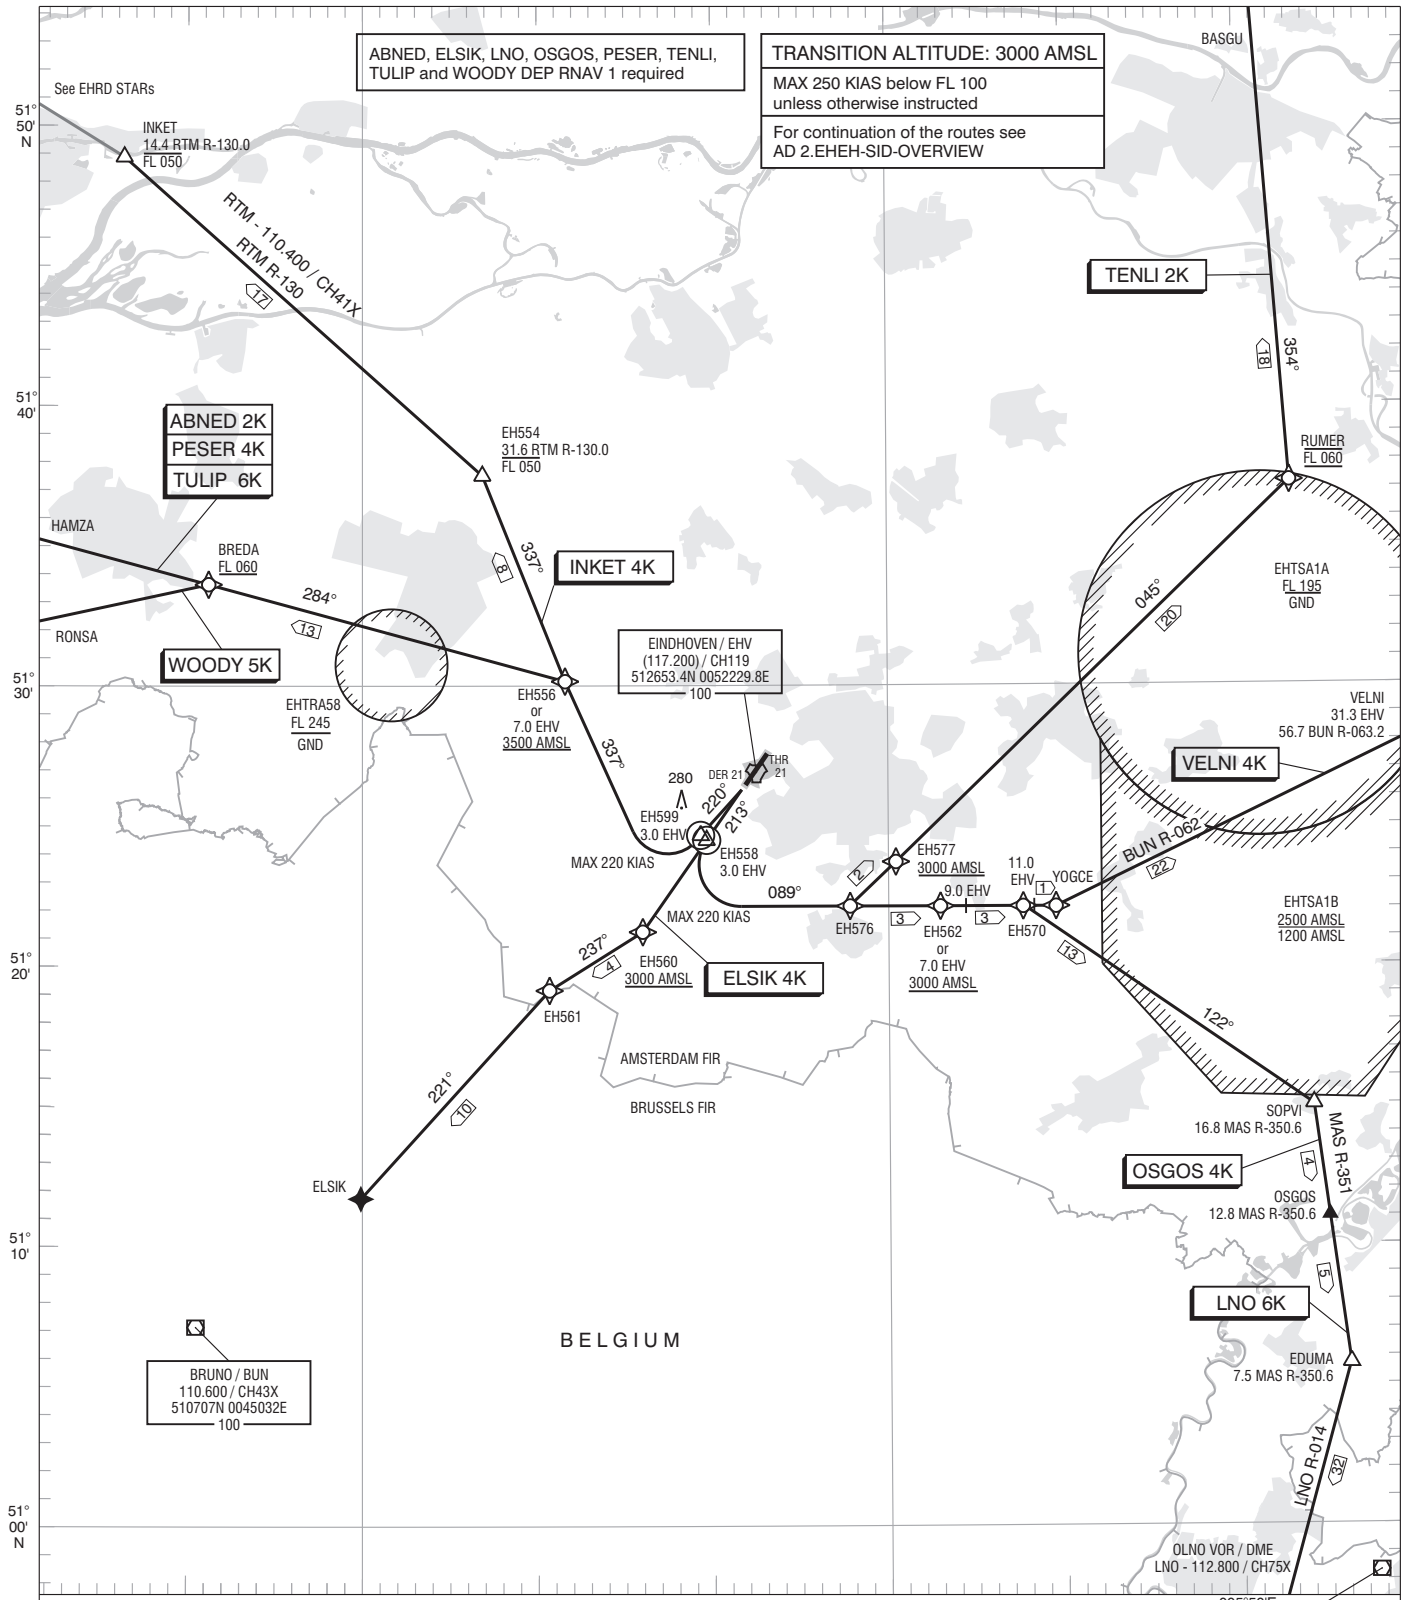 ABNED, ELSIK, LNO, OSGOS, PESER, TENLI,
TULIP and WOODY DEP RNAV 1 required
TRANSITION ALTITUDE: 3000 AMSL
MAX 250 KIAS below FL 100
unless otherwise instructed
For continuation of the routes see
AD 2.EHEH-SID-OVERVIEW
BASGU
See EHRD STARs
51°
50'
N
INKET
14.4 RTM R-130.0
FL 050
RTM - 110.400 / CH41X
RTM R-130
17
TENLI 2K
18
354°
51°
40'
ABNED 2K
PESER 4K
TULIP 6K
EH554
31.6 RTM R-130.0
FL 050
RUMER
FL 060
HAMZA
BREDA
FL 060
337°
8
INKET 4K
EHTSA1A
FL 195
GND
284°
13
045°
20
RONSA
WOODY 5K
EINDHOVEN / EHV
(117.200) / CH119
512653.4N 0052229.8E
100
51°
30'
EHTRA58
FL 245
GND
EH556
or
7.0 EHV
3500 AMSL
VELNI
31.3 EHV
56.7 BUN R-063.2
337°
VELNI 4K
DER 21
THR
21
280
220°
213°
EH599
3.0 EHV
MAX 220 KIAS
EH558
3.0 EHV
BUN R-062
22
EH577
3000 AMSL
2
11.0
EHV
1
YOGCE
089°
9.0 EHV
3
3
MAX 220 KIAS
EH576
EH562
or
7.0 EHV
3000 AMSL
EH570
EHTSA1B
2500 AMSL
1200 AMSL
13
237°
4
EH560
3000 AMSL
ELSIK 4K
51°
20'
EH561
122°
AMSTERDAM FIR
BRUSSELS FIR
221°
10
SOPVI
16.8 MAS R-350.6
MAS R-351
4
OSGOS 4K
ELSIK
OSGOS
12.8 MAS R-350.6
51°
10'
5
LNO 6K
BELGIUM
EDUMA
7.5 MAS R-350.6
BRUNO / BUN
110.600 / CH43X
510707N 0045032E
100
LNO R-014
32
51°
00'
N
OLNO VOR / DME
LNO - 112.800 / CH75X